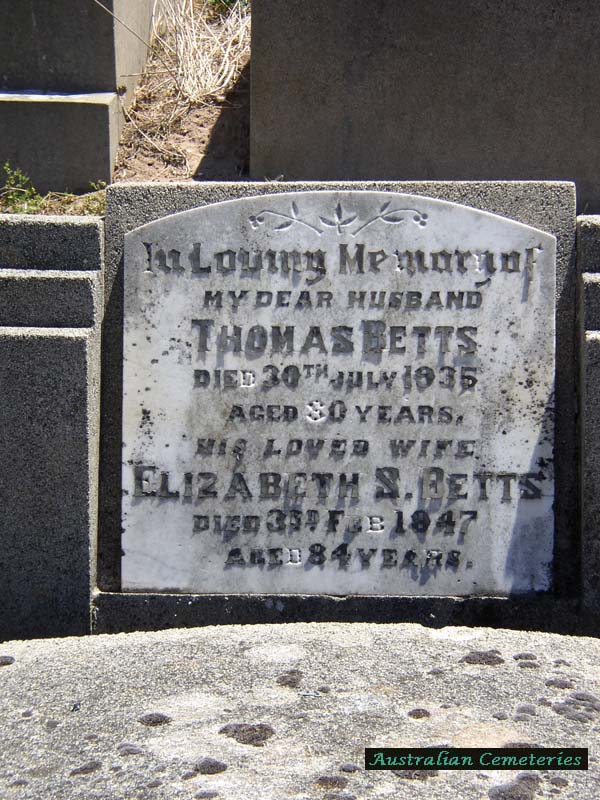 In Loving Memory of
MY DEAR HUSBAND
THOMAS BETTS
DIED 30TH JULY 1935
AGED 80 YEARS.
HIS LOVED WIFE
ELIZABETH S. BETTS
DIED 3RD FEB 1947
AGED 84 YEARS.
Australian Cemeteries